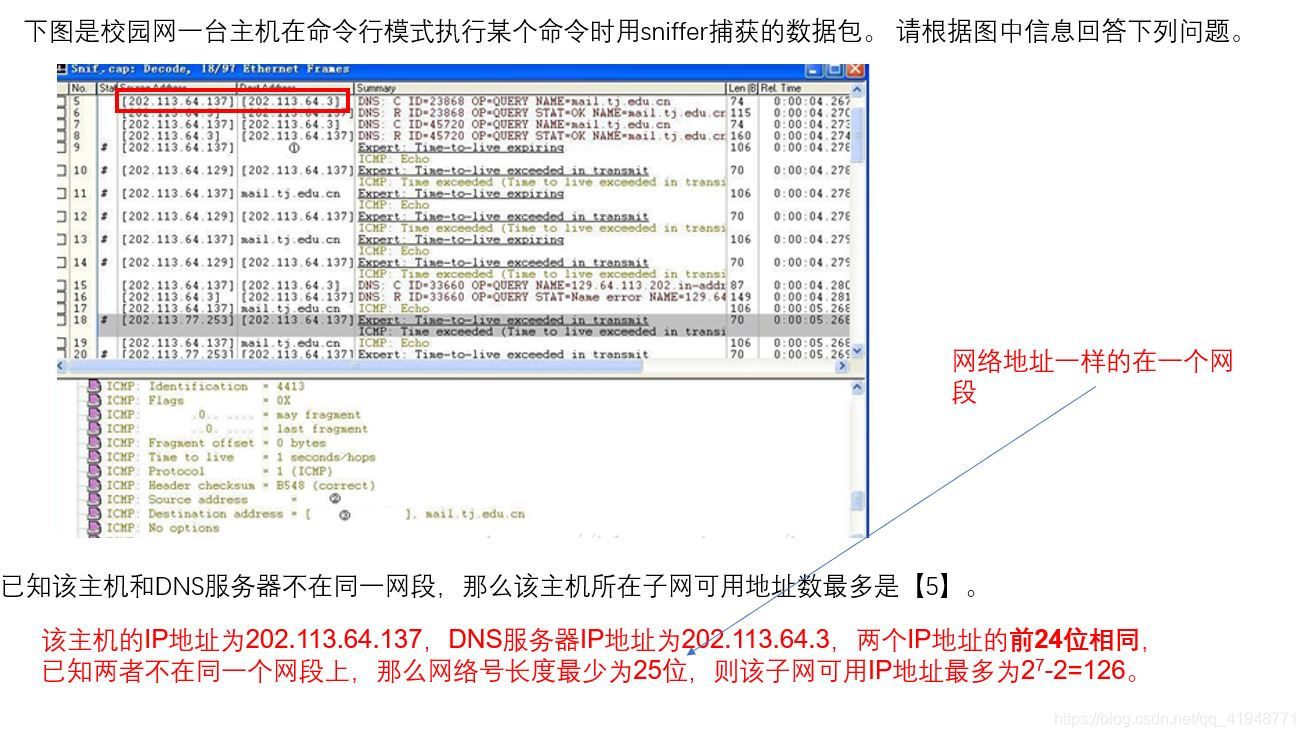 下图是校园网一台主机在命令行模式执行某个命令时用sniffer捕获的数据包。 请根据图中信息回答下列问题。
Snif.cap: Decode, 18/97 Ethernet Frames
No. Stat Source Address Dest Address Summary Len (B Rel. Time
5 [202.113.64.137] [202.113.64.3] DNS: C ID=23868 OP=QUERY NAME=mail.tj.edu.cn 74 0:00:04.267
6 [202.113.64.3] [202.113.64.137] DNS: R ID=23868 OP=QUERY STAT=OK NAME=mail.tj.edu.cn 115 0:00:04.270
7 [202.113.64.137] [202.113.64.3] DNS: C ID=45720 OP=QUERY NAME=mail.tj.edu.cn 74 0:00:04.273
8 [202.113.64.3] [202.113.64.137] DNS: R ID=45720 OP=QUERY STAT=OK NAME=mail.tj.edu.cn 160 0:00:04.274
9 # [202.113.64.137] ① Expert: Time-to-live expiring 106 0:00:04.278
ICMP: Echo
10 # [202.113.64.129] [202.113.64.137] Expert: Time-to-live exceeded in transmit 70 0:00:04.278
ICMP: Time exceeded (Time to live exceeded in transi
11 # [202.113.64.137] mail.tj.edu.cn Expert: Time-to-live expiring 106 0:00:04.278
ICMP: Echo
12 # [202.113.64.129] [202.113.64.137] Expert: Time-to-live exceeded in transmit 70 0:00:04.278
ICMP: Time exceeded (Time to live exceeded in transi
13 # [202.113.64.137] mail.tj.edu.cn Expert: Time-to-live expiring 106 0:00:04.279
ICMP: Echo
14 # [202.113.64.129] [202.113.64.137] Expert: Time-to-live exceeded in transmit 70 0:00:04.279
ICMP: Time exceeded (Time to live exceeded in transi
15 [202.113.64.137] [202.113.64.3] DNS: C ID=33660 OP=QUERY NAME=129.64.113.202.in-addr 87 0:00:04.280
16 [202.113.64.3] [202.113.64.137] DNS: R ID=33660 OP=QUERY STAT=Name error NAME=129.64 149 0:00:04.281
17 [202.113.64.137] mail.tj.edu.cn ICMP: Echo 106 0:00:05.268
18 # [202.113.77.253] [202.113.64.137] Expert: Time-to-live exceeded in transmit 70 0:00:05.268
ICMP: Time exceeded (Time to live exceeded in transi
19 [202.113.64.137] mail.tj.edu.cn ICMP: Echo 106 0:00:05.268
20 # [202.113.77.253] [202.113.64.137] Expert: Time-to-live exceeded in transmit 70 0:00:05.269
网络地址一样的在一个网
段
ICMP: Identification = 4413
ICMP: Flags = 0X
ICMP: .0.. .... = may fragment
ICMP: ..0. .... = last fragment
ICMP: Fragment offset = 0 bytes
ICMP: Time to live = 1 seconds/hops
ICMP: Protocol = 1 (ICMP)
ICMP: Header checksum = B548 (correct)
ICMP: Source address = ②
ICMP: Destination address = [ ③ ], mail.tj.edu.cn
ICMP: No options
已知该主机和DNS服务器不在同一网段，那么该主机所在子网可用地址数最多是【5】。
该主机的IP地址为202.113.64.137，DNS服务器IP地址为202.113.64.3，两个IP地址的前24位相同，
已知两者不在同一个网段上，那么网络号长度最少为25位，则该子网可用IP地址最多为2⁷-2=126。
https://blog.csdn.net/qq_41948771